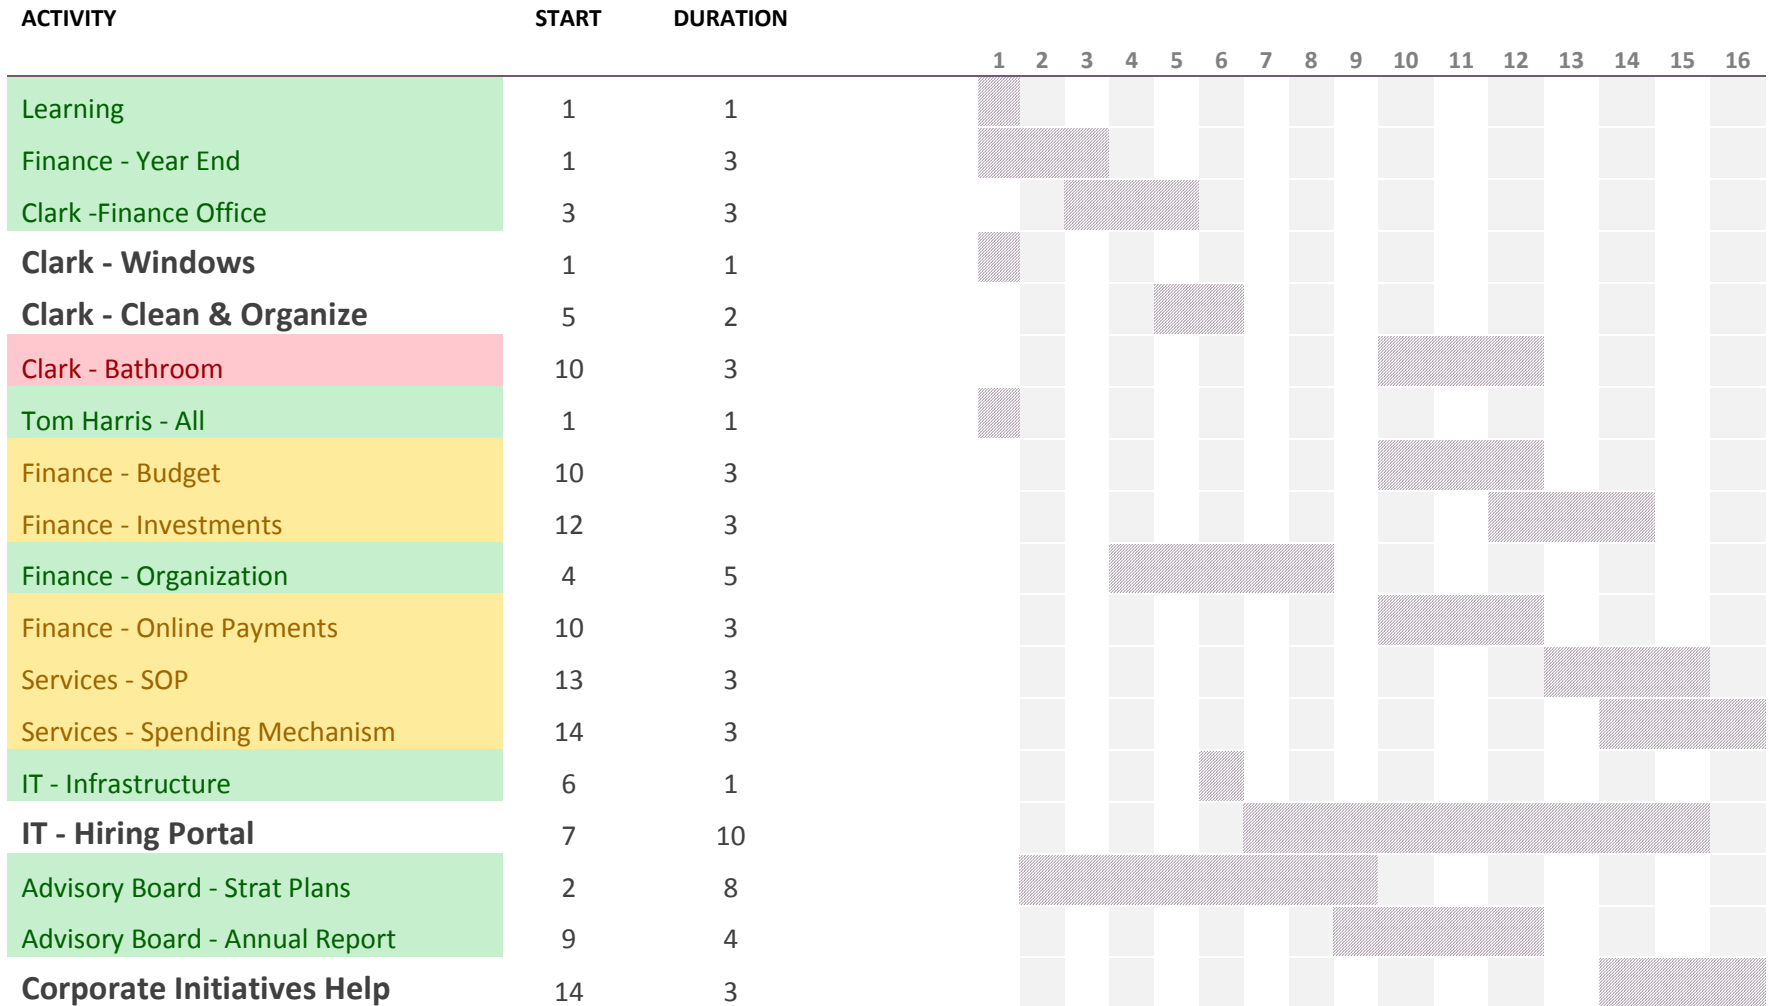 ACTIVITY START DURATION
1 2 3 4 5 6 7 8 9 10 11 12 13 14 15 16
Learning 1 1
Finance - Year End 1 3
Clark -Finance Office 3 3
Clark - Windows 1 1
Clark - Clean & Organize 5 2
Clark - Bathroom 10 3
Tom Harris - All 1 1
Finance - Budget 10 3
Finance - Investments 12 3
Finance - Organization 4 5
Finance - Online Payments 10 3
Services - SOP 13 3
Services - Spending Mechanism 14 3
IT - Infrastructure 6 1
IT - Hiring Portal 7 10
Advisory Board - Strat Plans 2 8
Advisory Board - Annual Report 9 4
Corporate Initiatives Help 14 3